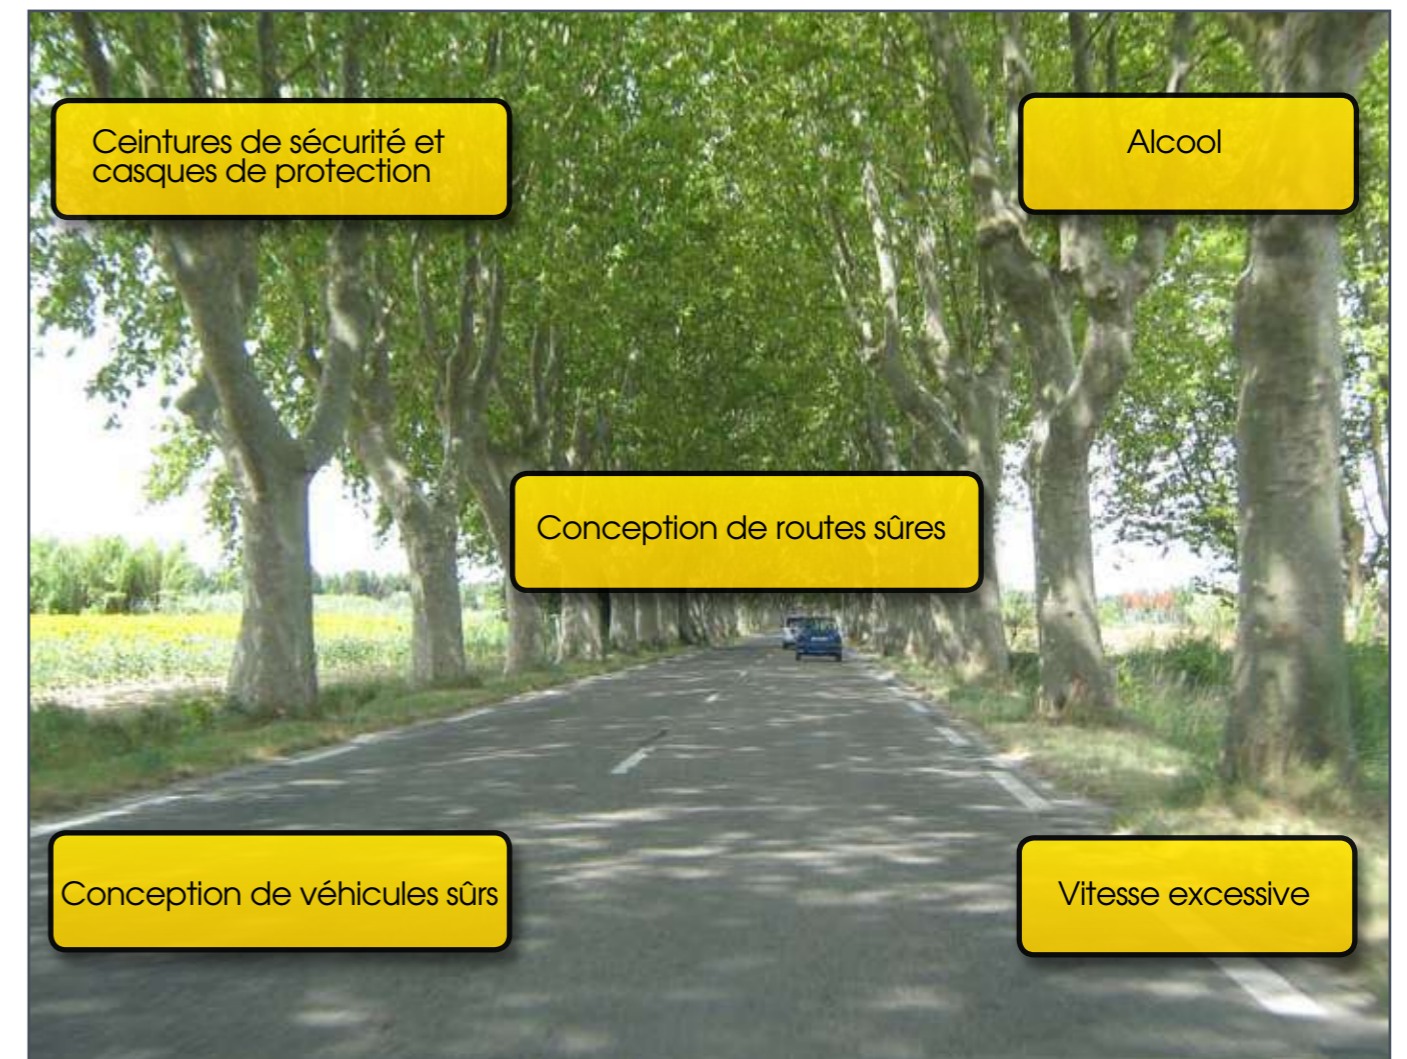 Ceintures de sécurité et
casques de protection
Alcool
Conception de routes sûres
Conception de véhicules sûrs
Vitesse excessive